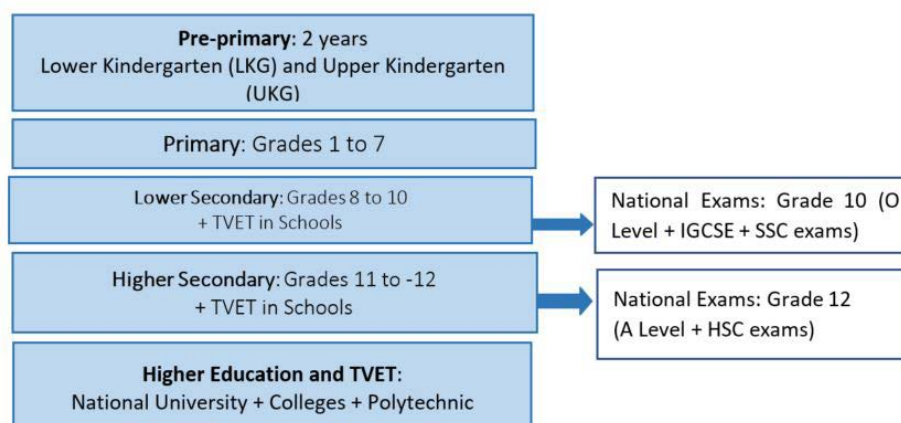 Pre-primary: 2 years
Lower Kindergarten (LKG) and Upper Kindergarten
(UKG)
Primary: Grades 1 to 7
Lower Secondary: Grades 8 to 10
+ TVET in Schools
National Exams: Grade 10 (O
Level + IGCSE + SSC exams)
Higher Secondary: Grades 11 to -12
+ TVET in Schools
National Exams: Grade 12
(A Level + HSC exams)
Higher Education and TVET:
National University + Colleges + Polytechnic